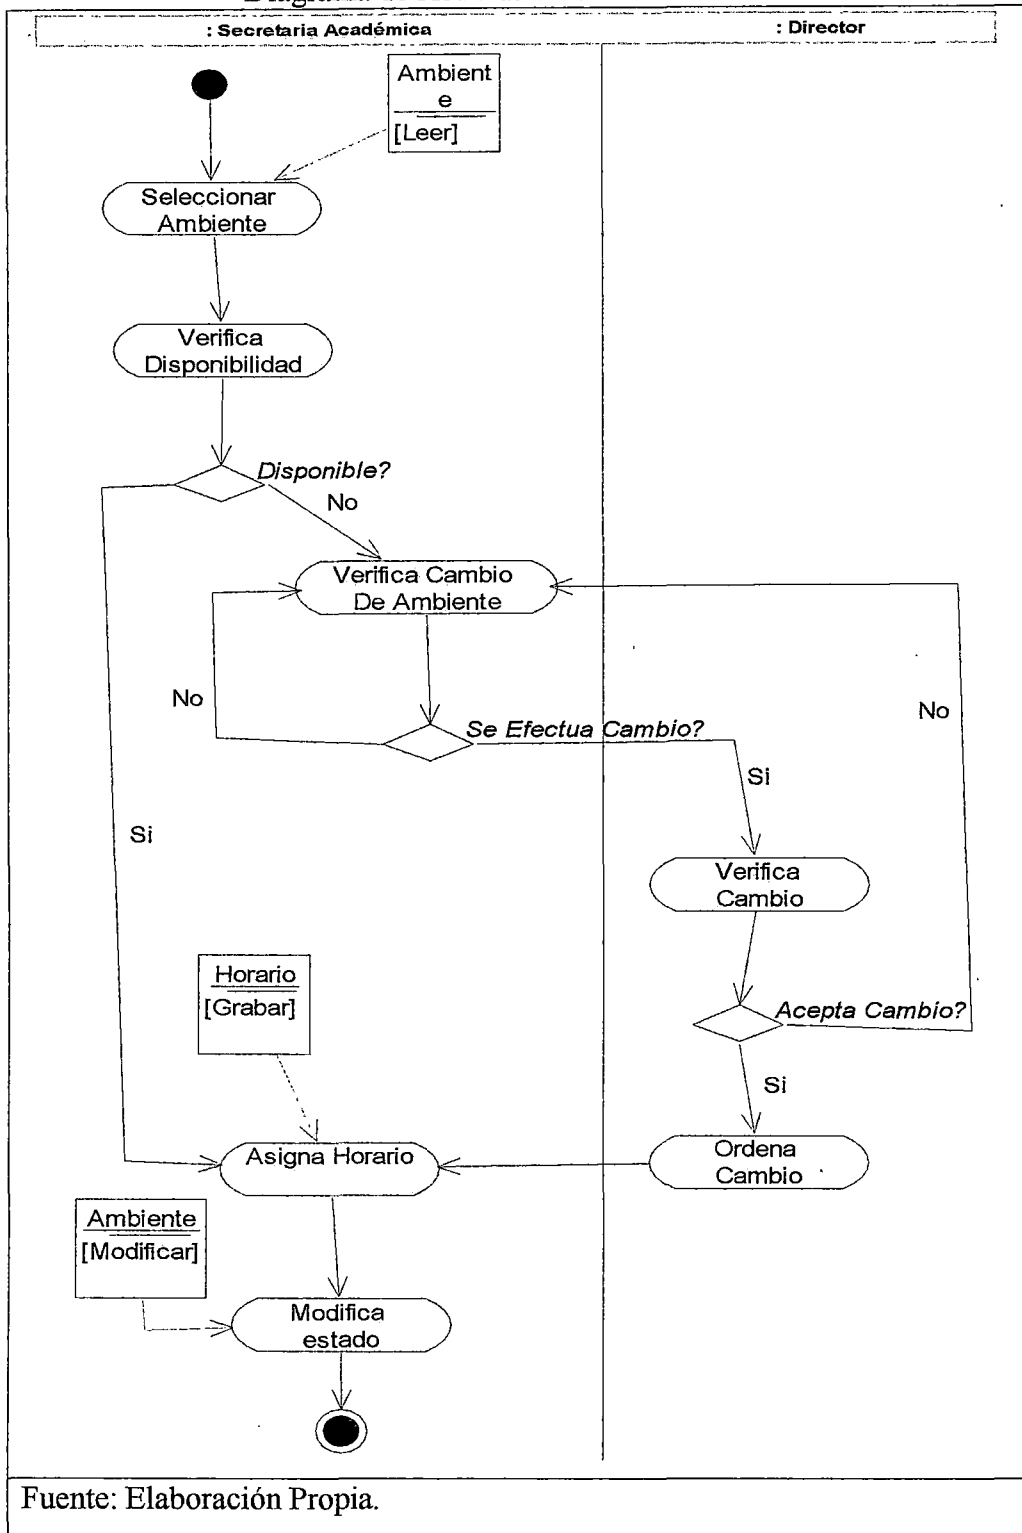 : Secretaria Académica
: Director
Ambient
e
[Leer]
Seleccionar
Ambiente
Verifica
Disponibilidad
Disponible?
No
Verifica Cambio
De Ambiente
No
No
Se Efectua Cambio?
Si
Si
Verifica
Cambio
Horario
[Grabar]
Acepta Cambio?
Si
Asigna Horario
Ordena
Cambio
Ambiente
[Modificar]
Modifica
estado
Fuente: Elaboración Propia.